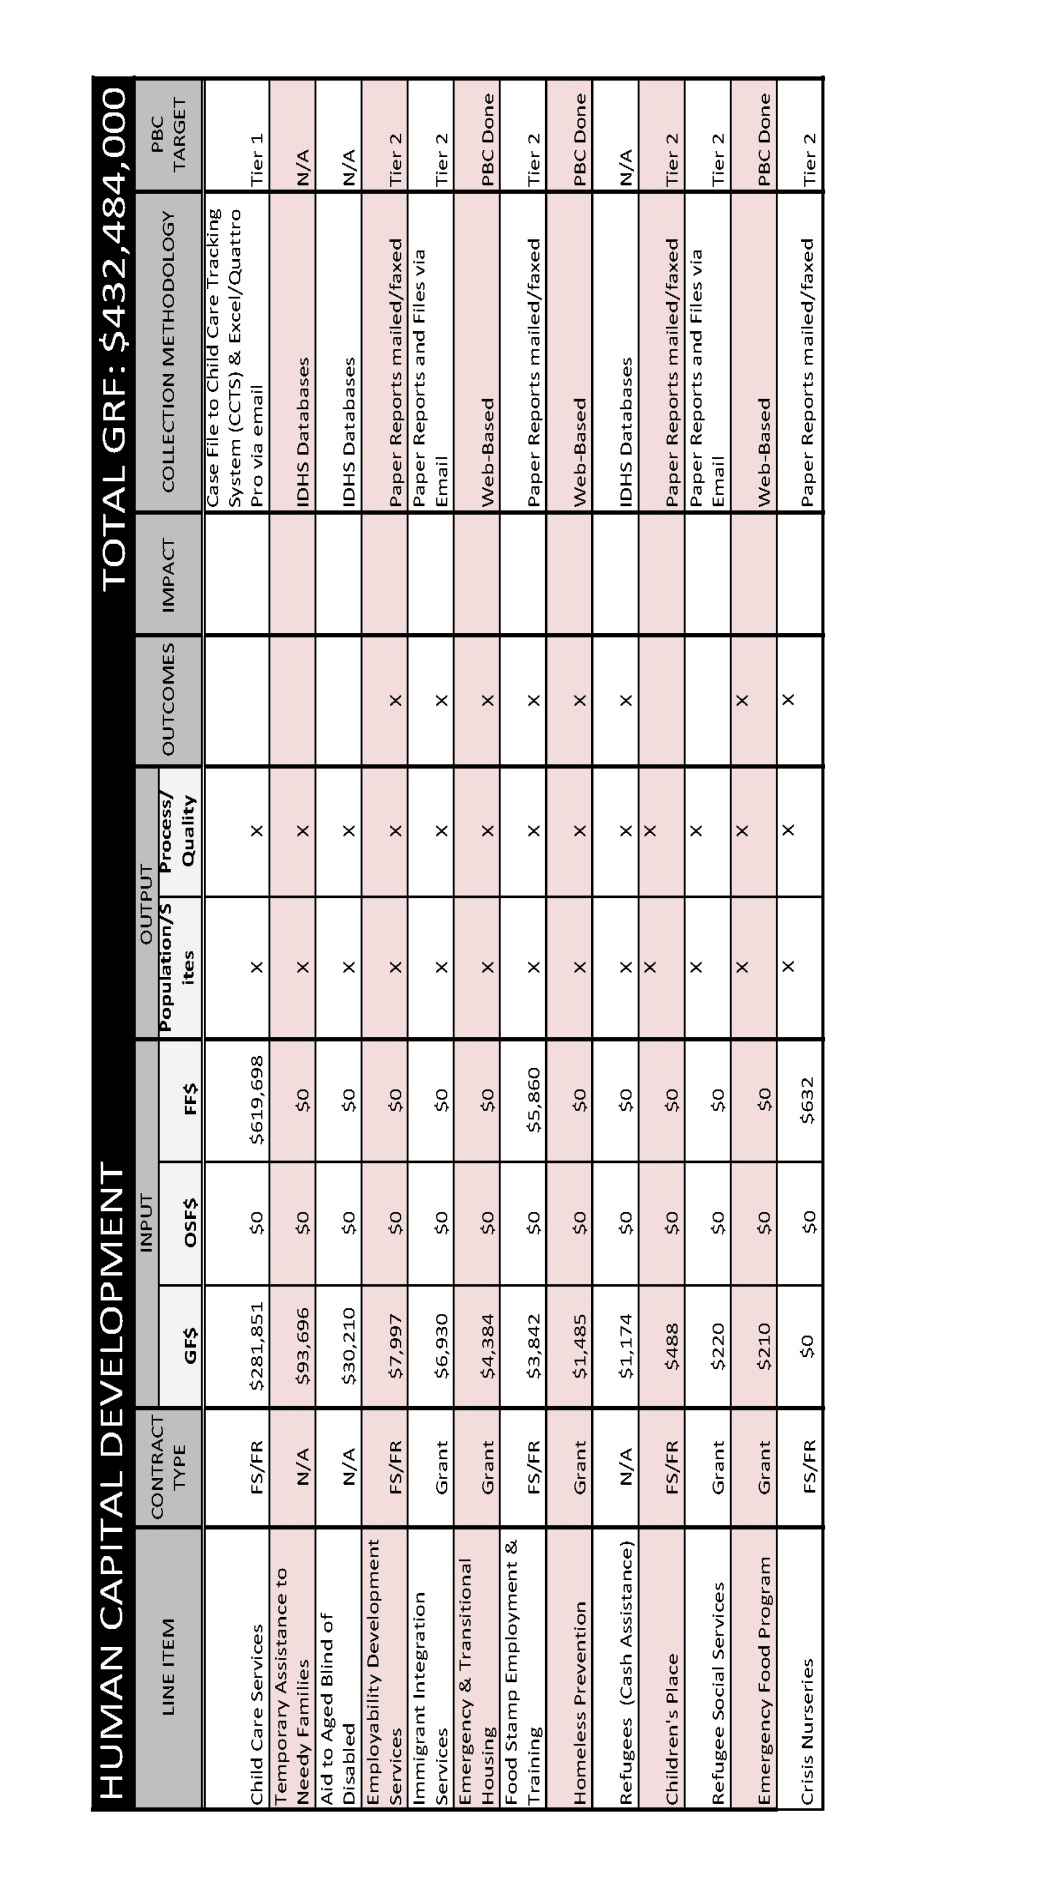 HUMAN CAPITAL DEVELOPMENT TOTAL GRF: $432,484,000
LINE ITEM CONTRACT TYPE INPUT OUTPUT OUTCOMES IMPACT COLLECTION METHODOLOGY PBC TARGET
GF$ OSF$ FF$ Population/Sites Process/Quality
Child Care Services FS/FR $281,851 $0 $619,698 X X Case File to Child Care Tracking System (CCTS) & Excel/Quattro Pro via email Tier 1
Temporary Assistance to Needy Families N/A $93,696 $0 $0 X X IDHS Databases N/A
Aid to Aged Blind of Disabled N/A $30,210 $0 $0 X X IDHS Databases N/A
Employability Development Services FS/FR $7,997 $0 $0 X X X Paper Reports mailed/faxed Tier 2
Immigrant Integration Services Grant $6,930 $0 $0 X X X Paper Reports and Files via Email Tier 2
Emergency & Transitional Housing Grant $4,384 $0 $0 X X X Web-Based PBC Done
Food Stamp Employment & Training FS/FR $3,842 $0 $5,860 X X X Paper Reports mailed/faxed Tier 2
Homeless Prevention Grant $1,485 $0 $0 X X X Web-Based PBC Done
Refugees (Cash Assistance) N/A $1,174 $0 $0 X X X IDHS Databases N/A
Children's Place FS/FR $488 $0 $0 X X Paper Reports mailed/faxed Tier 2
Refugee Social Services Grant $220 $0 $0 X X Paper Reports and Files via Email Tier 2
Emergency Food Program Grant $210 $0 $0 X X X Web-Based PBC Done
Crisis Nurseries FS/FR $0 $0 $632 X X X Paper Reports mailed/faxed Tier 2